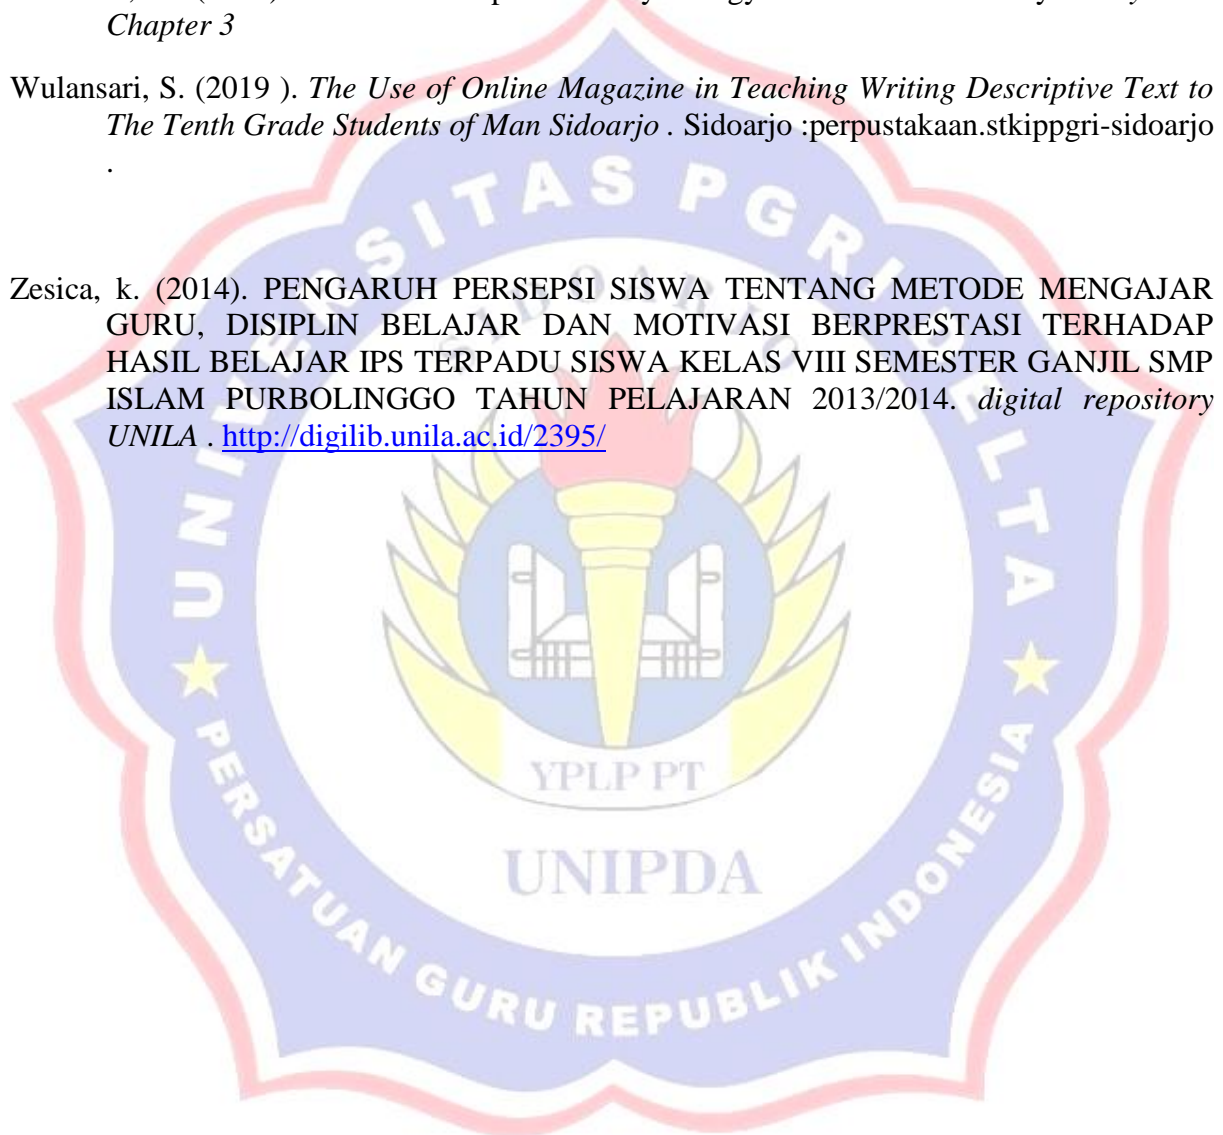 Chapter 3
Wulansari, S. (2019 ). The Use of Online Magazine in Teaching Writing Descriptive Text to
The Tenth Grade Students of Man Sidoarjo . Sidoarjo :perpustakaan.stkippgri-sidoarjo
.
Zesica, k. (2014). PENGARUH PERSEPSI SISWA TENTANG METODE MENGAJAR
GURU, DISIPLIN BELAJAR DAN MOTIVASI BERPRESTASI TERHADAP
HASIL BELAJAR IPS TERPADU SISWA KELAS VIII SEMESTER GANJIL SMP
ISLAM PURBOLINGGO TAHUN PELAJARAN 2013/2014. digital repository
UNILA . http://digilib.unila.ac.id/2395/
UNIVERSITAS PGRI DELTA
SIDOARJO
YPLP PT
UNIPDA
PERSATUAN GURU REPUBLIK INDONESIA